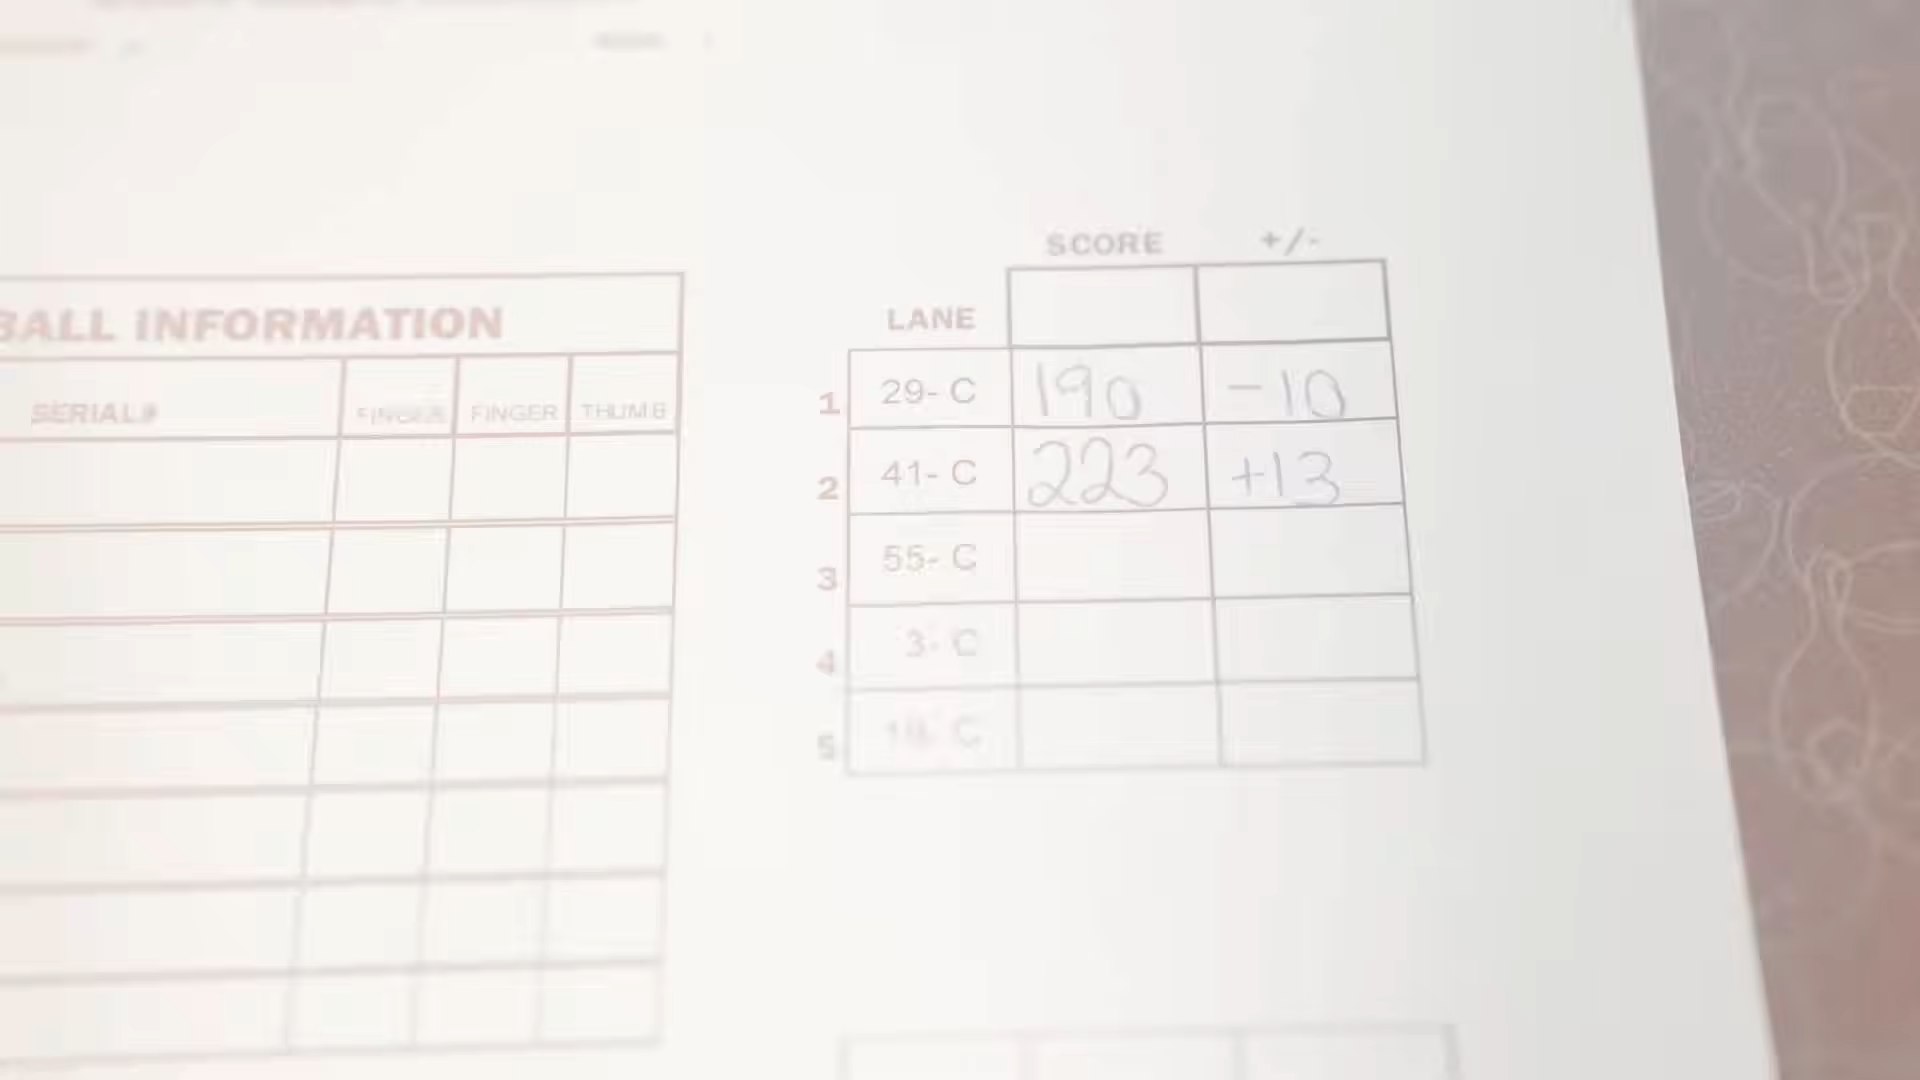 BALL INFORMATION
SERIAL# FINGER FINGER THUMB
SCORE +/-
LANE
1 29- C 190 -10
2 41- C 223 +13
3 55- C
4 3- C
5 C